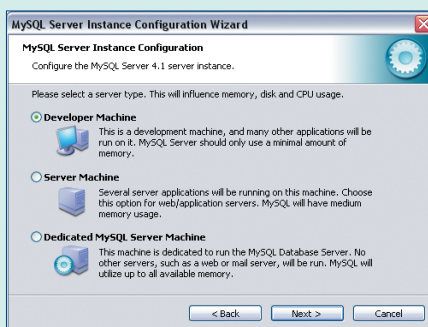 MySQL Server Instance Configuration Wizard
MySQL Server Instance Configuration
Configure the MySQL Server 4.1 server instance.
Please select a server type. This will influence memory, disk and CPU usage.
Developer Machine
This is a development machine, and many other applications will be
run on it. MySQL Server should only use a minimal amount of
memory.
Server Machine
Several server applications will be running on this machine. Choose
this option for web/application servers. MySQL will have medium
memory usage.
Dedicated MySQL Server Machine
This machine is dedicated to run the MySQL Database Server. No
other servers, such as a web or mail server, will be run. MySQL will
utilize up to all available memory.
< Back Next > Cancel